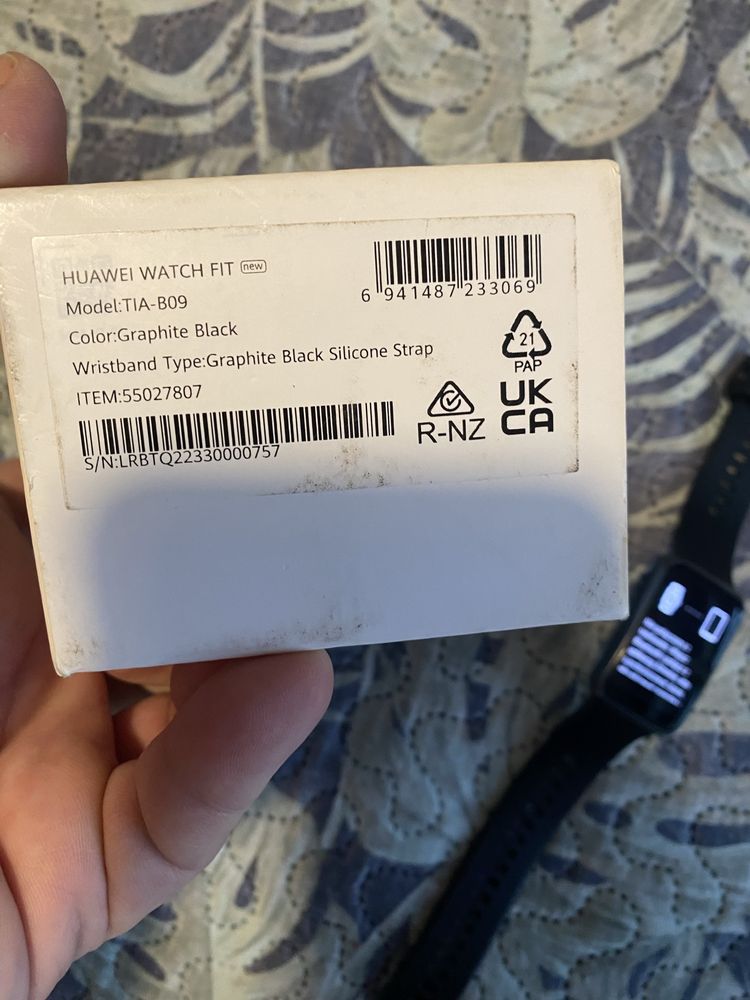 HUAWEI WATCH FIT new
Model:TIA-B09
Color:Graphite Black
Wristband Type:Graphite Black Silicone Strap
ITEM:55027807
S/N:LRBTQ22330000757
6 941487 233069
21
PAP
R-NZ
UK
CA